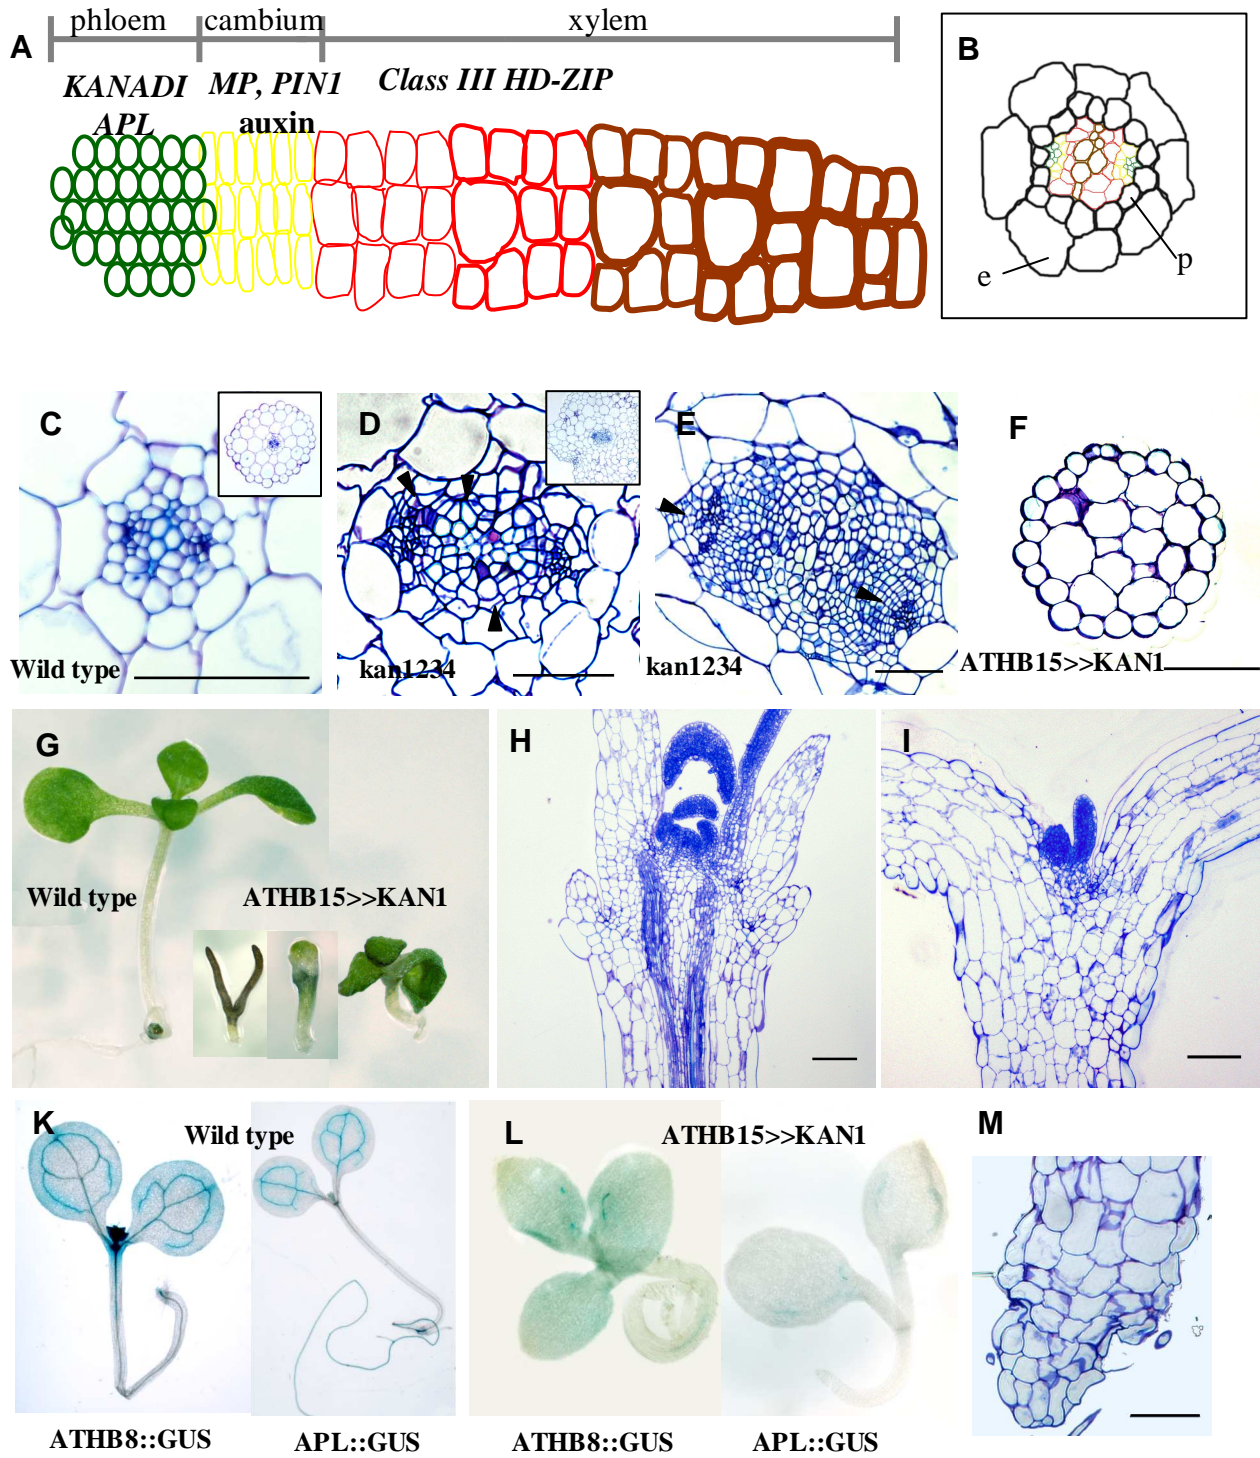 phloem cambium xylem
A
KANADI MP, PIN1 Class III HD-ZIP
APL auxin
B
e
p
C
Wild type
D
kan1234
E
kan1234
F
ATHB15>>KAN1
G
Wild type
ATHB15>>KAN1
H
I
K
Wild type
L
ATHB15>>KAN1
M
ATHB8::GUS
APL::GUS
ATHB8::GUS
APL::GUS